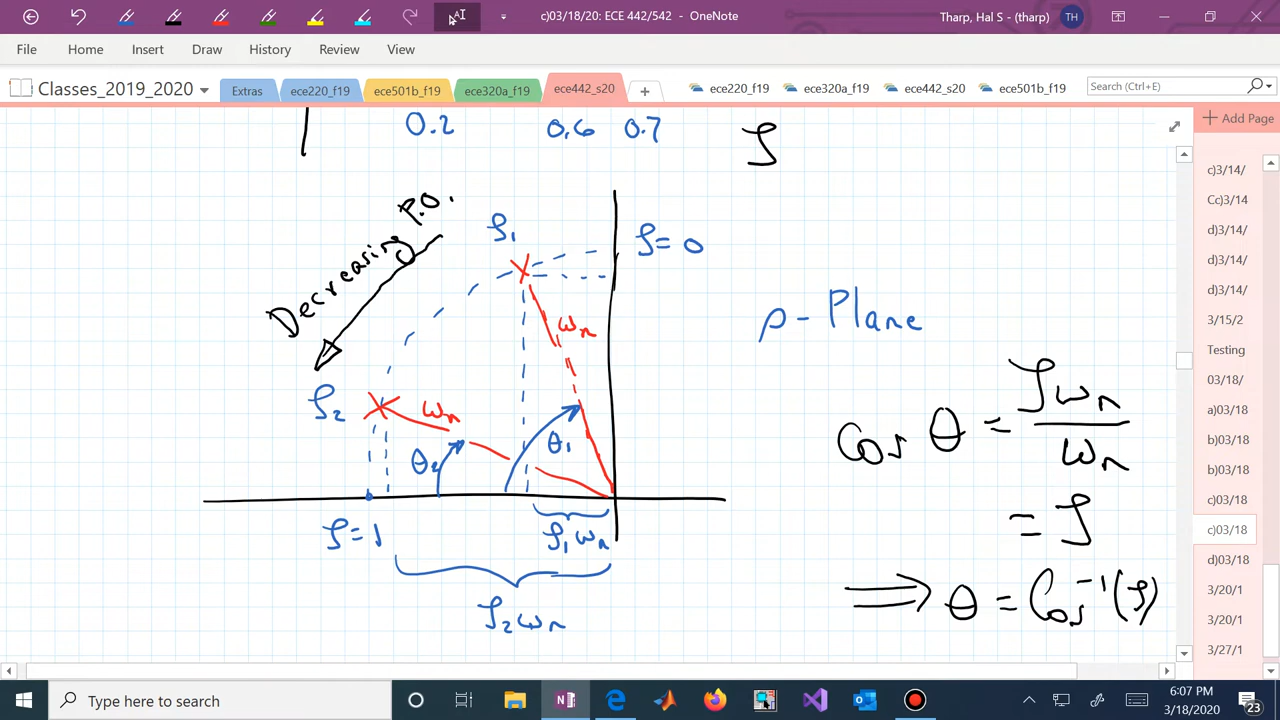 c)03/18/20: ECE 442/542 - OneNote
Tharp, Hal S - (tharp)
TH
File
Home
Insert
Draw
History
Review
View
Classes_2019_2020
Extras
ece220_f19
ece501b_f19
ece320a_f19
ece442_s20
ece220_f19
ece320a_f19
ece442_s20
ece501b_f19
Search (Ctrl+E)
Add Page
c)3/14/
Cc)3/14
d)/3/14/
d)/3/14/
d)/3/14/
3/15/2
Testing
03/18/
a)03/18
b)03/18
b)03/18
c)03/18
c)03/18
d)03/18
3/20/1
3/20/1
3/27/1
0.2 0.6 0.7 ζ
Decreasing P.O.
ζ₁
ζ = 0
ωn
s-Plane
ζ₂
ωn
θ₂
θ₁
Cos θ = ζωn / ωn
= ζ
ζ = 1
ζ₁ωn
ζ₂ωn
⟹ θ = Cos⁻¹(ζ)
Type here to search
6:07 PM
3/18/2020
23